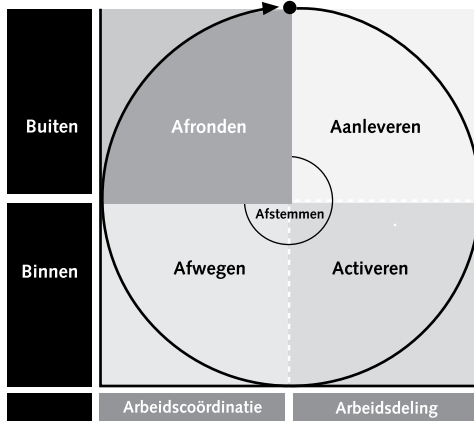 Buiten
Afronden
Aanleveren
Afstemmen
Binnen
Afwegen
Activeren
Arbeidscoördinatie
Arbeidsdeling